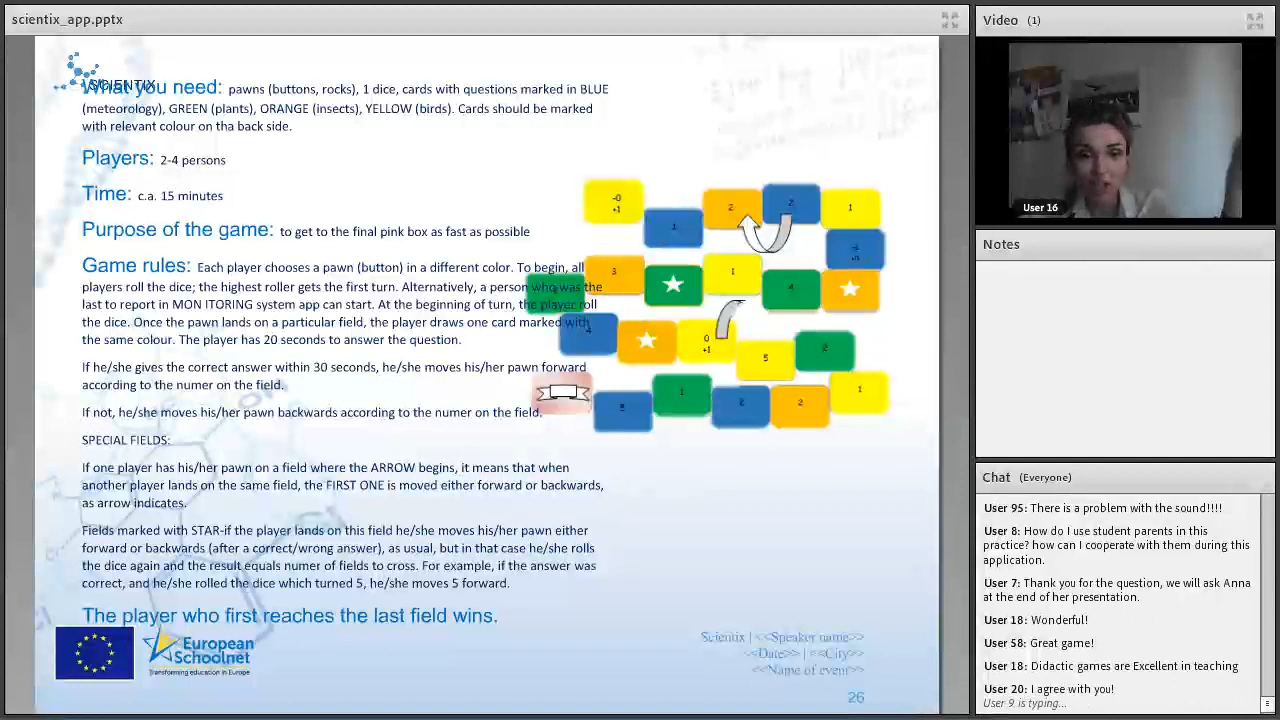 scientix_app.pptx
SCIENTIX
What you need: pawns (buttons, rocks), 1 dice, cards with questions marked in BLUE
(meteorology), GREEN (plants), ORANGE (insects), YELLOW (birds). Cards should be marked
with relevant colour on tha back side.
Players: 2-4 persons
Time: c.a. 15 minutes
Purpose of the game: to get to the final pink box as fast as possible
Game rules: Each player chooses a pawn (button) in a different color. To begin, all
players roll the dice; the highest roller gets the first turn. Alternatively, a person who was the
last to report in MON ITORING system app can start. At the beginning of turn, the player roll
the dice. Once the pawn lands on a particular field, the player draws one card marked with
the same colour. The player has 20 seconds to answer the question.
If he/she gives the correct answer within 30 seconds, he/she moves his/her pawn forward
according to the numer on the field.
If not, he/she moves his/her pawn backwards according to the numer on the field.
SPECIAL FIELDS:
If one player has his/her pawn on a field where the ARROW begins, it means that when
another player lands on the same field, the FIRST ONE is moved either forward or backwards,
as arrow indicates.
Fields marked with STAR-if the player lands on this field he/she moves his/her pawn either
forward or backwards (after a correct/wrong answer), as usual, but in that case he/she rolls
the dice again and the result equals numer of fields to cross. For example, if the answer was
correct, and he/she rolled the dice which turned 5, he/she moves 5 forward.
The player who first reaches the last field wins.
-0
+1
1
2
2
1
3
1
4
4
0
+1
5
2
1
2
2
1
European
Schoolnet
Transforming education in Europe
Scientix | <<Speaker name>>
<<Date>> | <<City>>
<<Name of event>>
26
Video (1)
User 16
Notes
Chat (Everyone)
User 95: There is a problem with the sound!!!!
User 8: How do I use student parents in this
practice? how can I cooperate with them during this
application.
User 7: Thank you for the question, we will ask Anna
at the end of her presentation.
User 18: Wonderful!
User 58: Great game!
User 18: Didactic games are Excellent in teaching
User 20: I agree with you!
User 9 is typing...